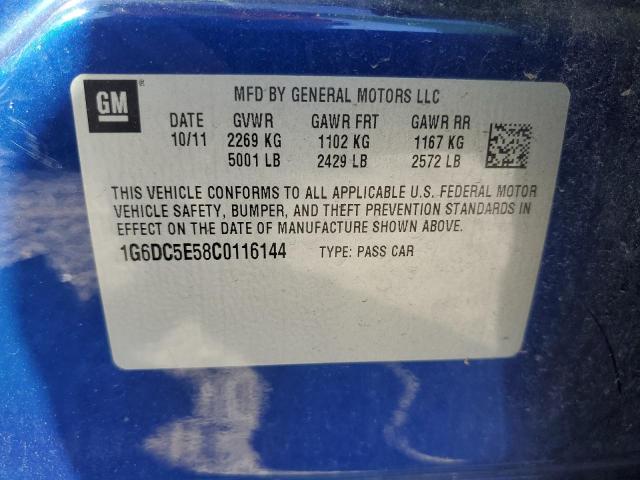 GM®
MFD BY GENERAL MOTORS LLC
DATE GVWR GAWR FRT GAWR RR
10/11 2269 KG 1102 KG 1167 KG
5001 LB 2429 LB 2572 LB
THIS VEHICLE CONFORMS TO ALL APPLICABLE U.S. FEDERAL MOTOR
VEHICLE SAFETY, BUMPER, AND THEFT PREVENTION STANDARDS IN
EFFECT ON THE DATE OF MANUFACTURE SHOWN ABOVE.
1G6DC5E58C0116144 TYPE: PASS CAR